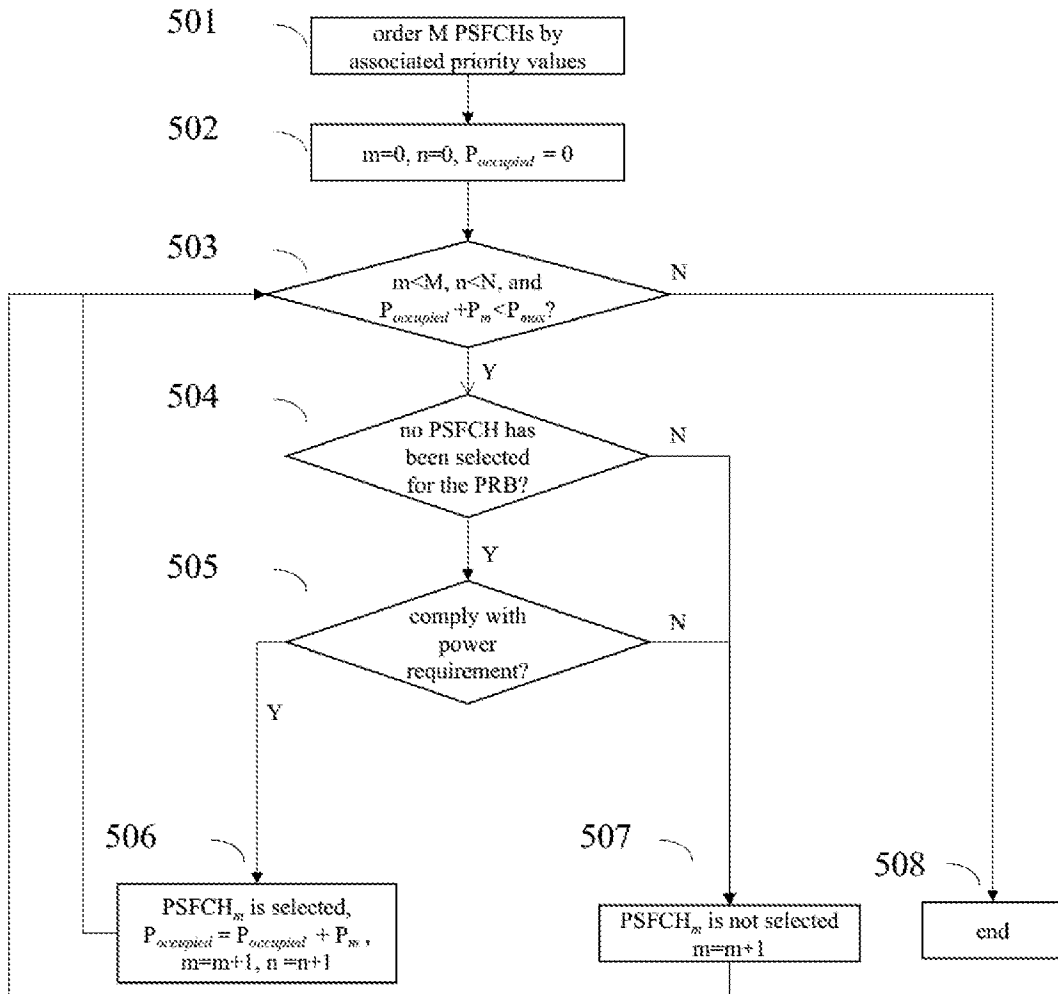 501
order M PSFCHs by
associated priority values
502
m=0, n=0, P_occupied = 0
503
m<M, n<N, and
P_occupied +P_m<P_max?
N
Y
504
no PSFCH has
been selected
for the PRB?
N
Y
505
comply with
power
requirement?
N
Y
506
PSFCH_m is selected,
P_occupied = P_occupied + P_m ,
m=m+1, n =n+1
507
PSFCH_m is not selected
m=m+1
508
end